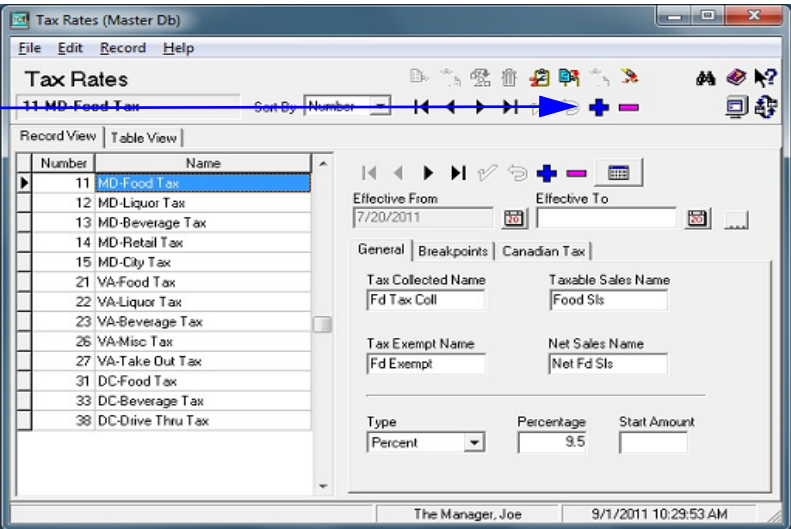 Tax Rates (Master Db)
File Edit Record Help
Tax Rates
11 MD-Food Tax Sort By Number
Record View Table View
Number Name
11 MD-Food Tax
12 MD-Liquor Tax
13 MD-Beverage Tax
14 MD-Retail Tax
15 MD-City Tax
21 VA-Food Tax
22 VA-Liquor Tax
23 VA-Beverage Tax
26 VA-Misc Tax
27 VA-Take Out Tax
31 DC-Food Tax
33 DC-Beverage Tax
38 DC-Drive Thru Tax
Effective From Effective To
7/20/2011 20 20 ...
General Breakpoints Canadian Tax
Tax Collected Name Taxable Sales Name
Fd Tax Coll Food Sls
Tax Exempt Name Net Sales Name
Fd Exempt Net Fd Sls
Type Percentage Start Amount
Percent 9.5
The Manager, Joe 9/1/2011 10:29:53 AM